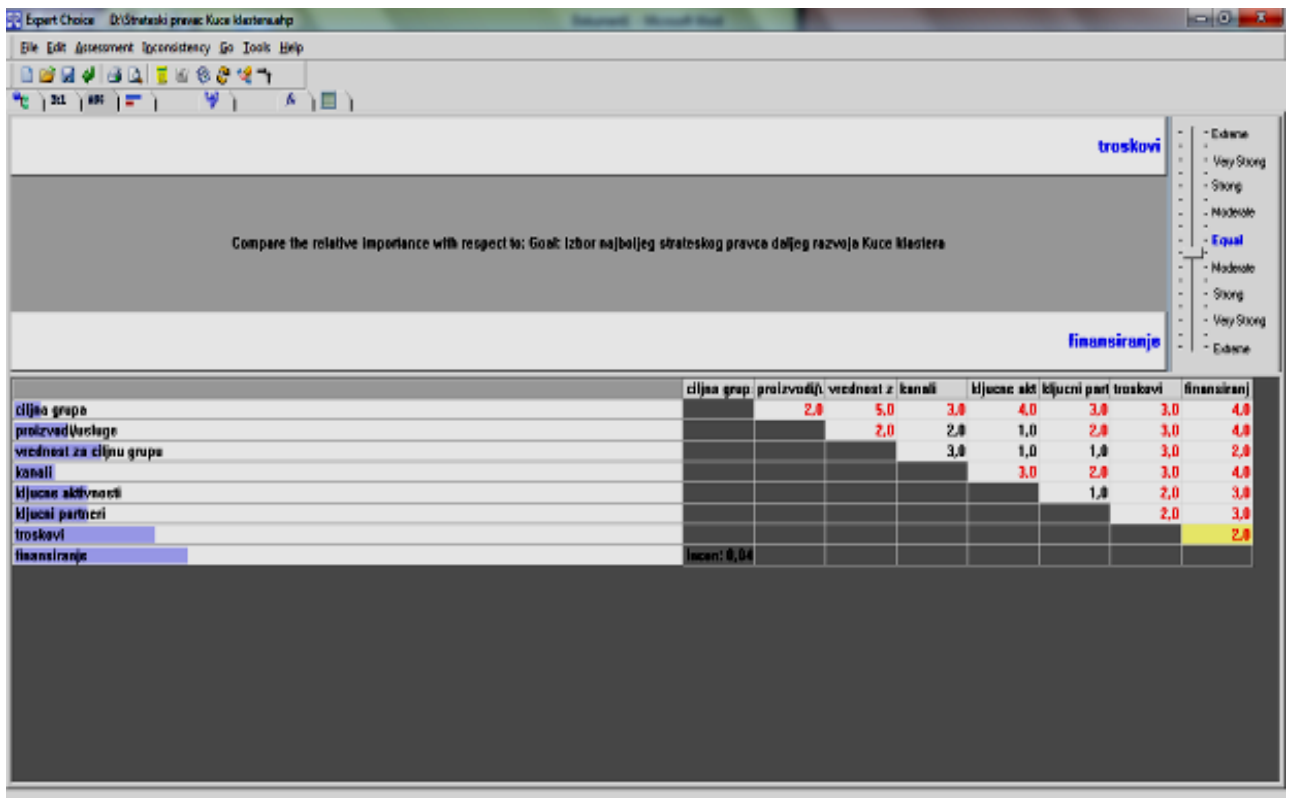 Expert Choice D:\Strateski pravac Kuce klastera.ahp
File Edit Assessment Inconsistency Go Tools Help
3:1 ABC
troskovi
Compare the relative importance with respect to: Goal: Izbor najboljeg strateskog pravca daljeg razvoja Kuce klastera
finansiranje
Extreme
Very Strong
Strong
Moderate
Equal
Moderate
Strong
Very Strong
Extreme
ciljna grup proizvodi/u vrednost z kanali kljucne akt kljucni part troskovi finansiranj
ciljna grupa 2,0 5,0 3,0 4,0 3,0 3,0 4,0
proizvodi/usluge 2,0 2,0 1,0 2,0 3,0 4,0
vrednost za ciljnu grupu 3,0 1,0 1,0 3,0 2,0
kanali 3,0 2,0 3,0 4,0
kljucne aktivnosti 1,0 2,0 3,0
kljucni partneri 2,0 3,0
troskovi 2,0
finansiranje Incon: 0,04